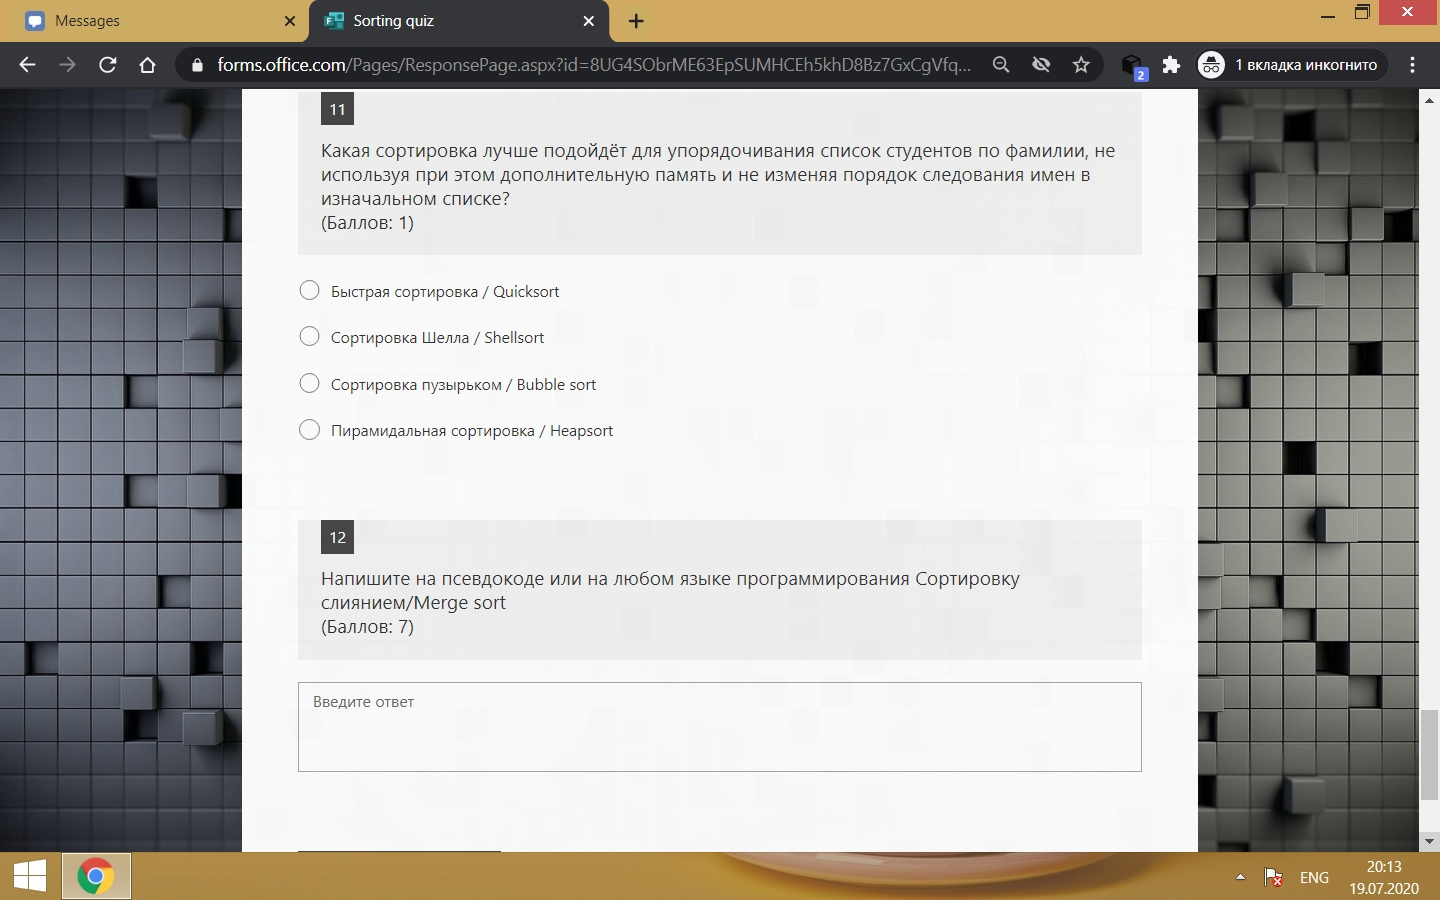 Messages
Sorting quiz
forms.office.com/Pages/ResponsePage.aspx?id=8UG4SObrME63EpSUMHCEh5khD8Bz7GxCgVfq...
2
1 вкладка инкогнито
11
Какая сортировка лучше подойдёт для упорядочивания список студентов по фамилии, не
используя при этом дополнительную память и не изменяя порядок следования имен в
изначальном списке?
(Баллов: 1)
Быстрая сортировка / Quicksort
Сортировка Шелла / Shellsort
Сортировка пузырьком / Bubble sort
Пирамидальная сортировка / Heapsort
12
Напишите на псевдокоде или на любом языке программирования Сортировку
слиянием/Merge sort
(Баллов: 7)
Введите ответ
ENG
20:13
19.07.2020